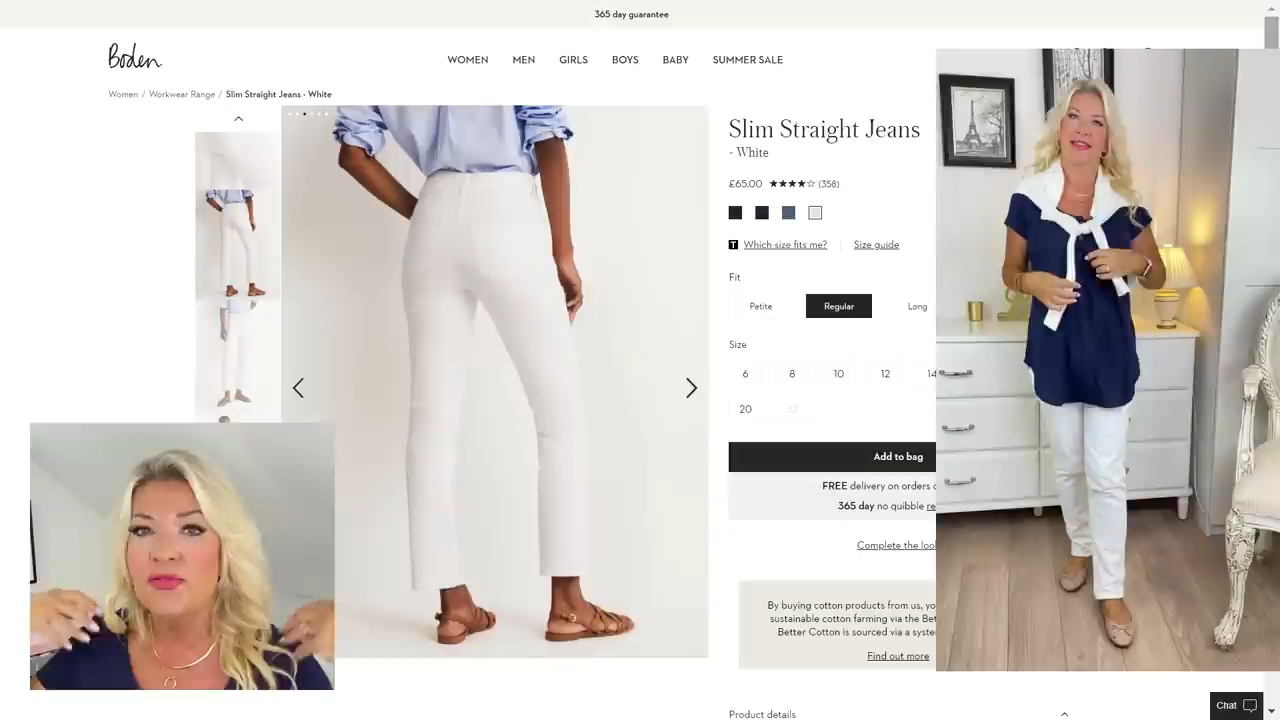 365 day guarantee
Boden
WOMEN MEN GIRLS BOYS BABY SUMMER SALE
Women / Workwear Range / Slim Straight Jeans - White
Slim Straight Jeans
- White
£65.00 ★★★★☆ (358)
T Which size fits me? Size guide
Fit
Petite Regular Long
Size
6 8 10 12 14
20 22
Add to bag
FREE delivery on orders
365 day no quibble re
Complete the look
By buying cotton products from us, yo
sustainable cotton farming via the Bet
Better Cotton is sourced via a syste
Find out more
Product details
Chat